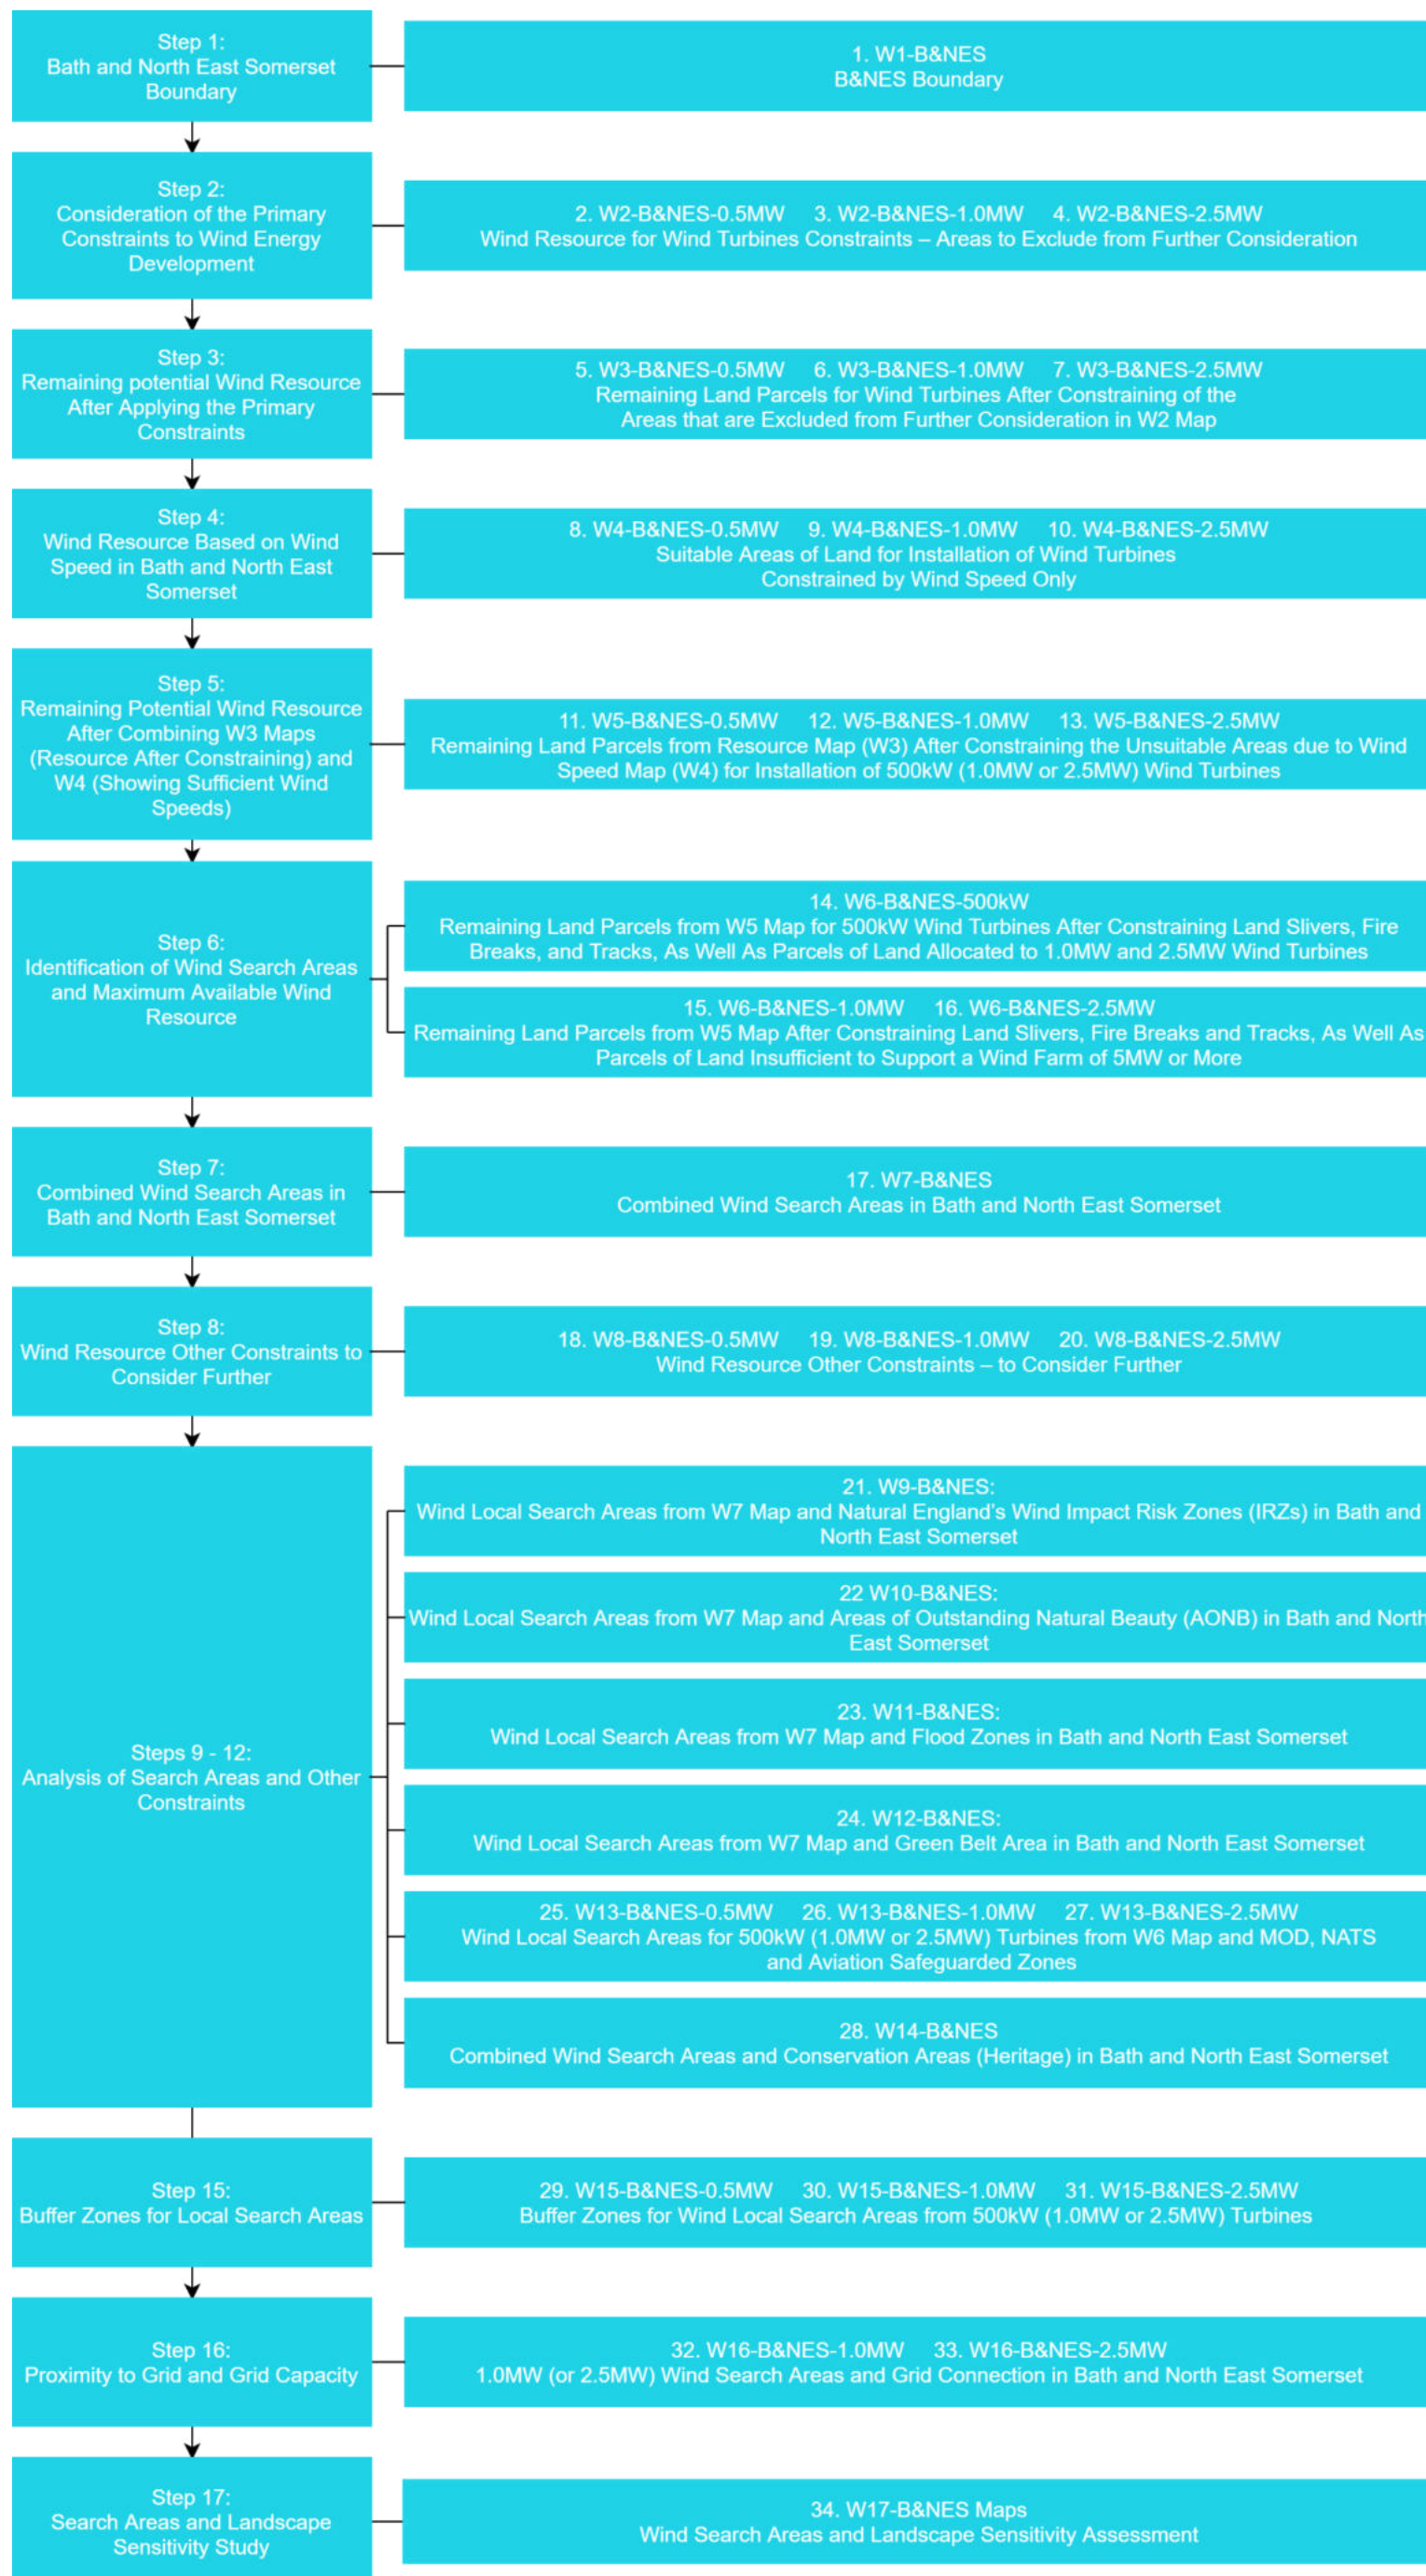 Step 1:
Bath and North East Somerset
Boundary
1. W1-B&NES
B&NES Boundary
Step 2:
Consideration of the Primary
Constraints to Wind Energy
Development
2. W2-B&NES-0.5MW 3. W2-B&NES-1.0MW 4. W2-B&NES-2.5MW
Wind Resource for Wind Turbines Constraints – Areas to Exclude from Further Consideration
Step 3:
Remaining potential Wind Resource
After Applying the Primary
Constraints
5. W3-B&NES-0.5MW 6. W3-B&NES-1.0MW 7. W3-B&NES-2.5MW
Remaining Land Parcels for Wind Turbines After Constraining of the
Areas that are Excluded from Further Consideration in W2 Map
Step 4:
Wind Resource Based on Wind
Speed in Bath and North East
Somerset
8. W4-B&NES-0.5MW 9. W4-B&NES-1.0MW 10. W4-B&NES-2.5MW
Suitable Areas of Land for Installation of Wind Turbines
Constrained by Wind Speed Only
Step 5:
Remaining Potential Wind Resource
After Combining W3 Maps
(Resource After Constraining) and
W4 (Showing Sufficient Wind
Speeds)
11. W5-B&NES-0.5MW 12. W5-B&NES-1.0MW 13. W5-B&NES-2.5MW
Remaining Land Parcels from Resource Map (W3) After Constraining the Unsuitable Areas due to Wind
Speed Map (W4) for Installation of 500kW (1.0MW or 2.5MW) Wind Turbines
Step 6:
Identification of Wind Search Areas
and Maximum Available Wind
Resource
14. W6-B&NES-500kW
Remaining Land Parcels from W5 Map for 500kW Wind Turbines After Constraining Land Slivers, Fire
Breaks, and Tracks, As Well As Parcels of Land Allocated to 1.0MW and 2.5MW Wind Turbines
15. W6-B&NES-1.0MW 16. W6-B&NES-2.5MW
Remaining Land Parcels from W5 Map After Constraining Land Slivers, Fire Breaks and Tracks, As Well As
Parcels of Land Insufficient to Support a Wind Farm of 5MW or More
Step 7:
Combined Wind Search Areas in
Bath and North East Somerset
17. W7-B&NES
Combined Wind Search Areas in Bath and North East Somerset
Step 8:
Wind Resource Other Constraints to
Consider Further
18. W8-B&NES-0.5MW 19. W8-B&NES-1.0MW 20. W8-B&NES-2.5MW
Wind Resource Other Constraints – to Consider Further
Steps 9 - 12:
Analysis of Search Areas and Other
Constraints
21. W9-B&NES:
Wind Local Search Areas from W7 Map and Natural England's Wind Impact Risk Zones (IRZs) in Bath and
North East Somerset
22 W10-B&NES:
Wind Local Search Areas from W7 Map and Areas of Outstanding Natural Beauty (AONB) in Bath and North
East Somerset
23. W11-B&NES:
Wind Local Search Areas from W7 Map and Flood Zones in Bath and North East Somerset
24. W12-B&NES:
Wind Local Search Areas from W7 Map and Green Belt Area in Bath and North East Somerset
25. W13-B&NES-0.5MW 26. W13-B&NES-1.0MW 27. W13-B&NES-2.5MW
Wind Local Search Areas for 500kW (1.0MW or 2.5MW) Turbines from W6 Map and MOD, NATS
and Aviation Safeguarded Zones
28. W14-B&NES
Combined Wind Search Areas and Conservation Areas (Heritage) in Bath and North East Somerset
Step 15:
Buffer Zones for Local Search Areas
29. W15-B&NES-0.5MW 30. W15-B&NES-1.0MW 31. W15-B&NES-2.5MW
Buffer Zones for Wind Local Search Areas from 500kW (1.0MW or 2.5MW) Turbines
Step 16:
Proximity to Grid and Grid Capacity
32. W16-B&NES-1.0MW 33. W16-B&NES-2.5MW
1.0MW (or 2.5MW) Wind Search Areas and Grid Connection in Bath and North East Somerset
Step 17:
Search Areas and Landscape
Sensitivity Study
34. W17-B&NES Maps
Wind Search Areas and Landscape Sensitivity Assessment